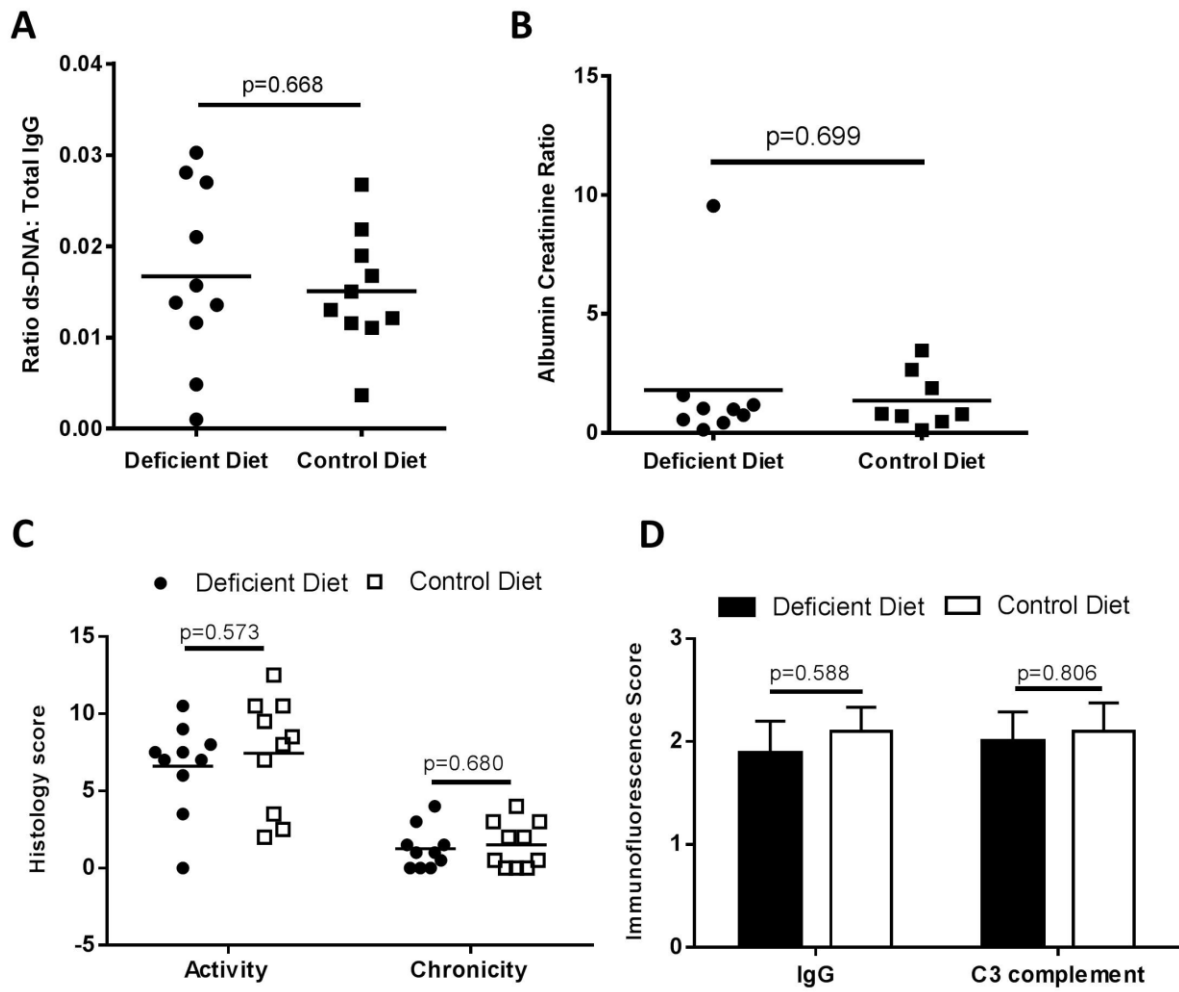 A
Ratio ds-DNA: Total IgG
0.04
0.03
0.02
0.01
0.00
p=0.668
Deficient Diet
Control Diet
B
Albumin Creatinine Ratio
15
10
5
0
p=0.699
Deficient Diet
Control Diet
C
Deficient Diet
Control Diet
Histology score
15
10
5
0
-5
p=0.573
p=0.680
Activity
Chronicity
D
Deficient Diet
Control Diet
Immunofluorescence Score
3
2
1
0
p=0.588
p=0.806
IgG
C3 complement